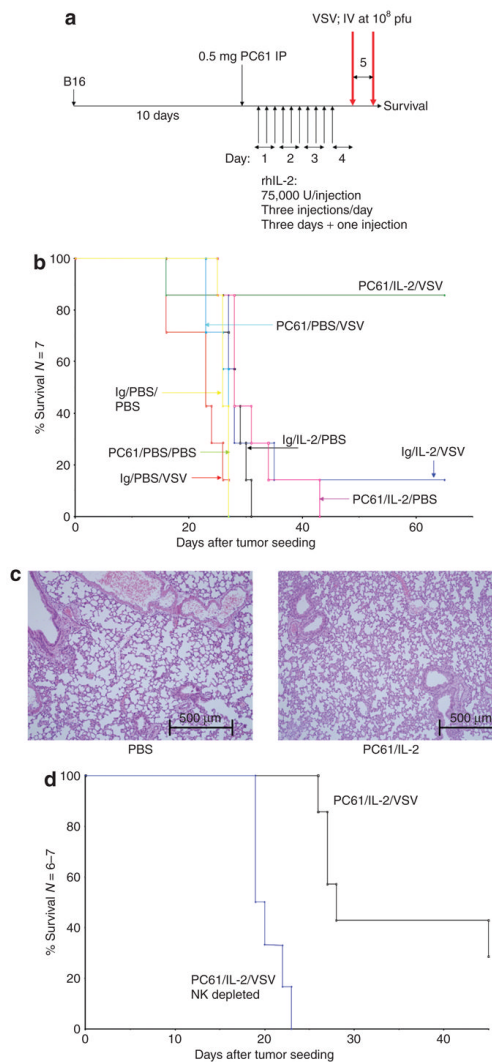 a
VSV; IV at 10⁸ pfu
0.5 mg PC61 IP
B16
5
Survival
10 days
Day: 1 2 3 4
rhIL-2:
75,000 U/injection
Three injections/day
Three days + one injection
b
100
80
60
40
20
0
% Survival N = 7
PC61/IL-2/VSV
PC61/PBS/VSV
Ig/PBS/
PBS
PC61/PBS/PBS
Ig/PBS/VSV
Ig/IL-2/PBS
Ig/IL-2/VSV
PC61/IL-2/PBS
0 20 40 60
Days after tumor seeding
c
500 µm
500 µm
PBS
PC61/IL-2
d
100
80
60
40
20
0
% Survival N = 6–7
PC61/IL-2/VSV
PC61/IL-2/VSV
NK depleted
0 10 20 30 40
Days after tumor seeding